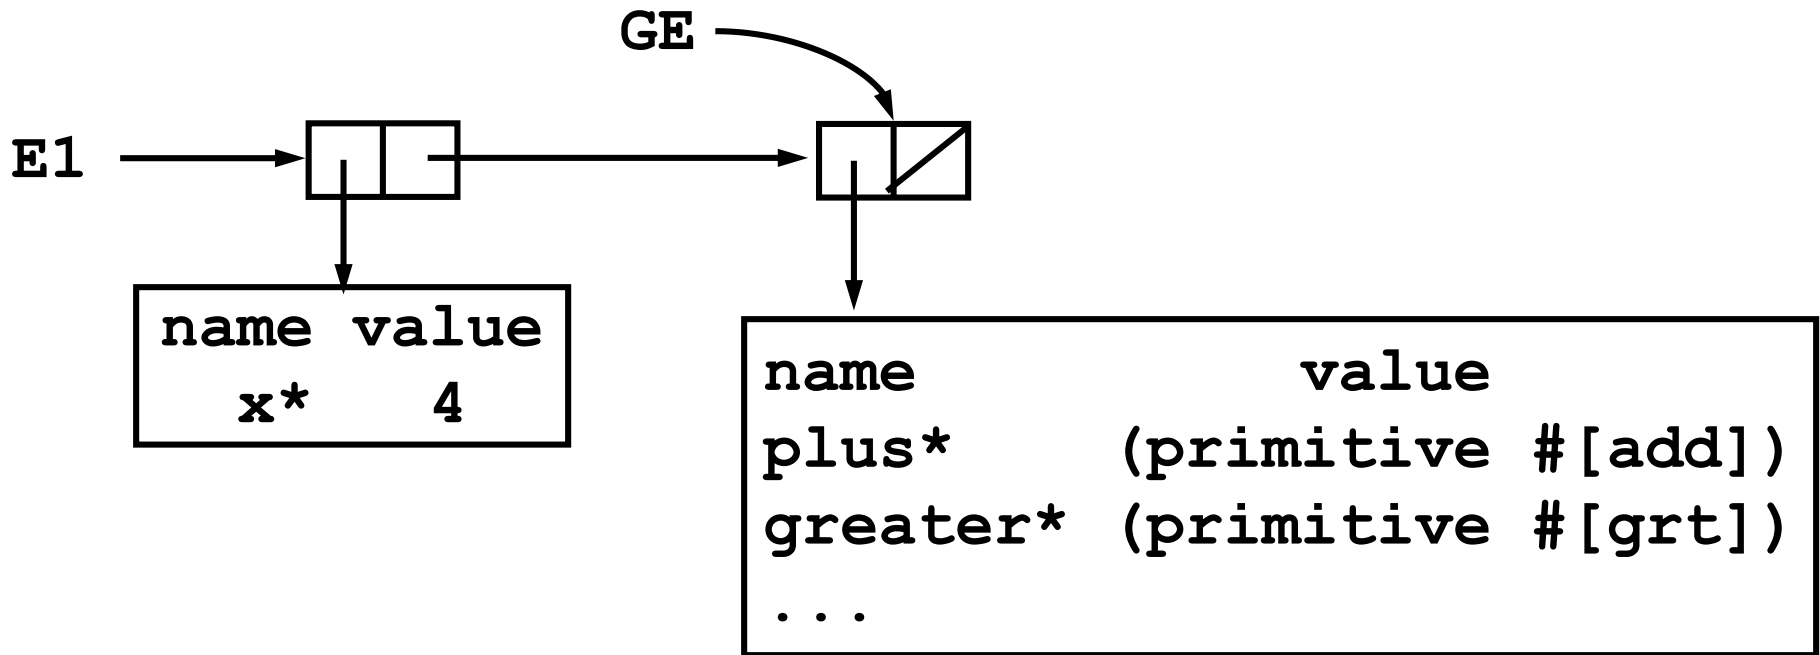 GE
E1
name value
x* 4
name value
plus* (primitive #[add])
greater* (primitive #[grt])
...